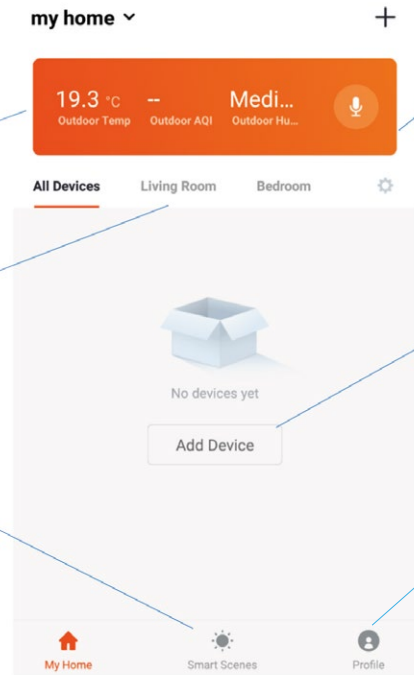 my home
19.3 °C -- Medi...
Outdoor Temp Outdoor AQI Outdoor Hu...
All Devices Living Room Bedroom
No devices yet
Add Device
My Home Smart Scenes Profile